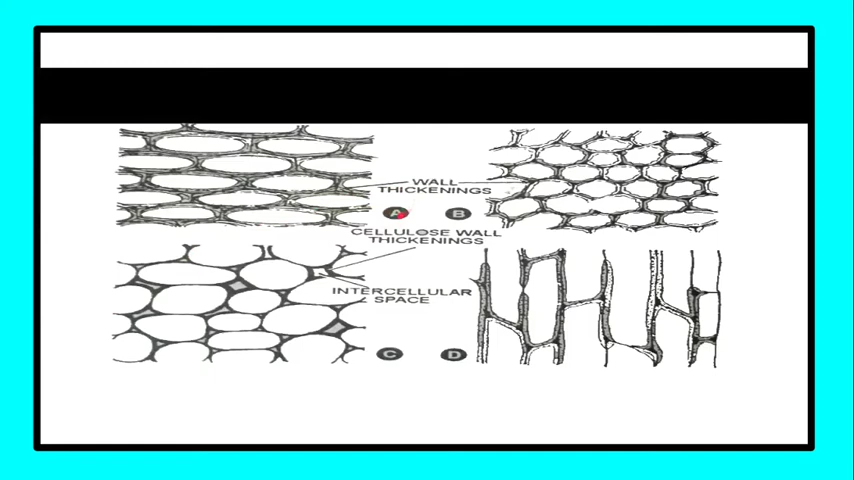 WALL
THICKENINGS
A
B
CELLULOSE WALL
THICKENINGS
INTERCELLULAR
SPACE
C
D